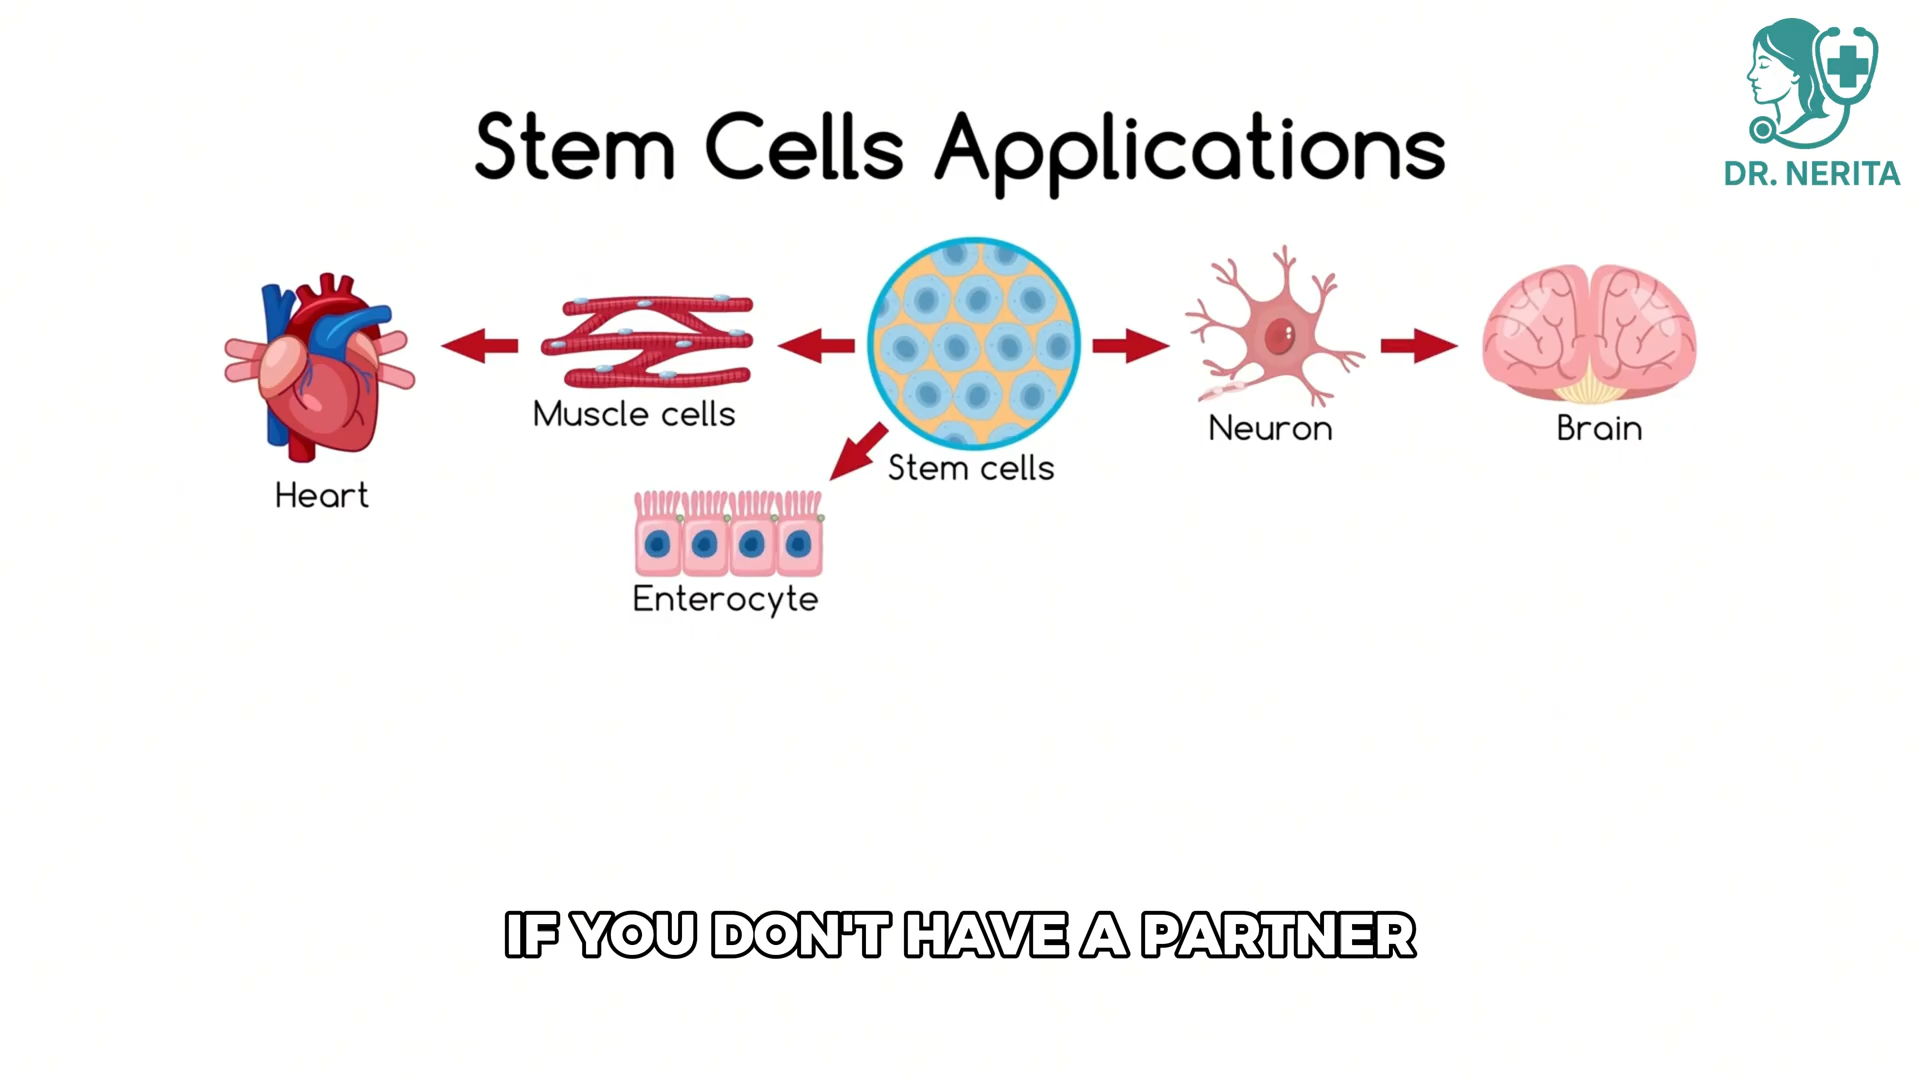 DR. NERITA
Stem Cells Applications
Heart
Muscle cells
Stem cells
Neuron
Brain
Enterocyte
IF YOU DON'T HAVE A PARTNER